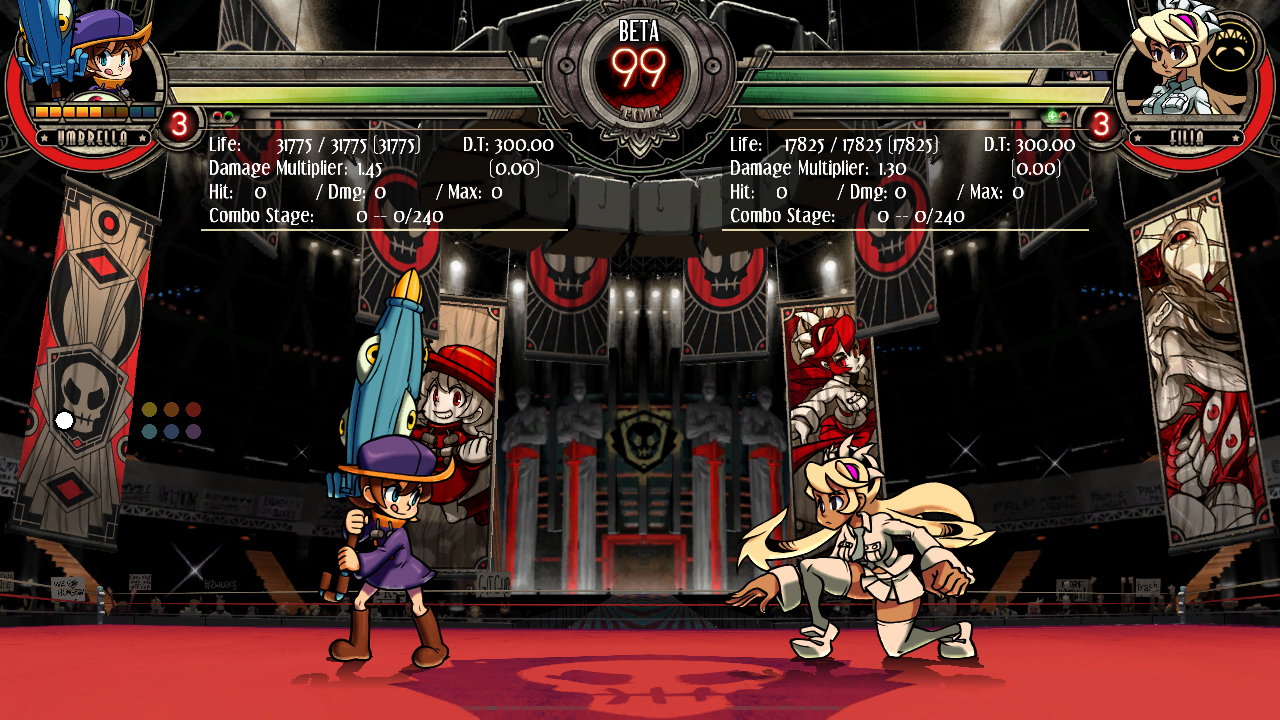 BETA
99
TIME
UMBRELLA
3
3
FILIA
Life: 31775 / 31775 [31775] D.T: 300.00
Damage Multiplier: 1.45 [0.00]
Hit: 0 / Dmg: 0 / Max: 0
Combo Stage: 0 -- 0/240
Life: 17825 / 17825 [17825] D.T: 300.00
Damage Multiplier: 1.30 [0.00]
Hit: 0 / Dmg: 0 / Max: 0
Combo Stage: 0 -- 0/240